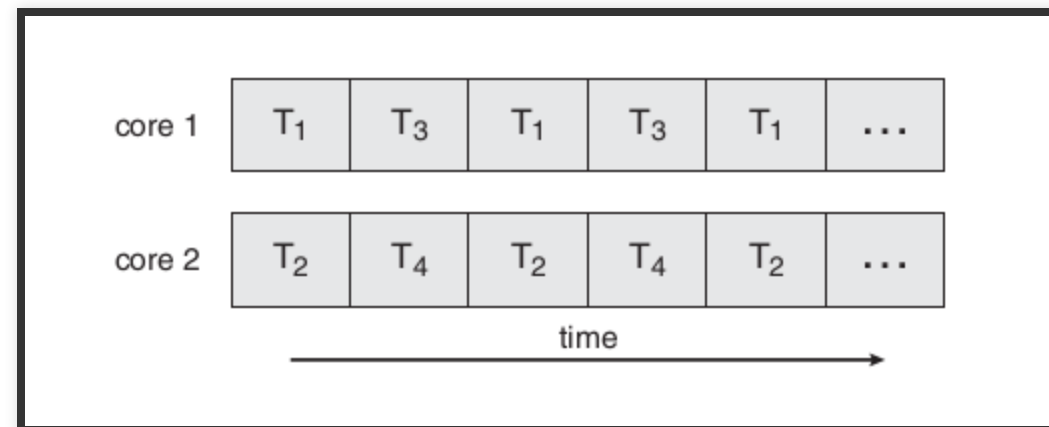 core 1 T₁ T₃ T₁ T₃ T₁ ...
core 2 T₂ T₄ T₂ T₄ T₂ ...
time